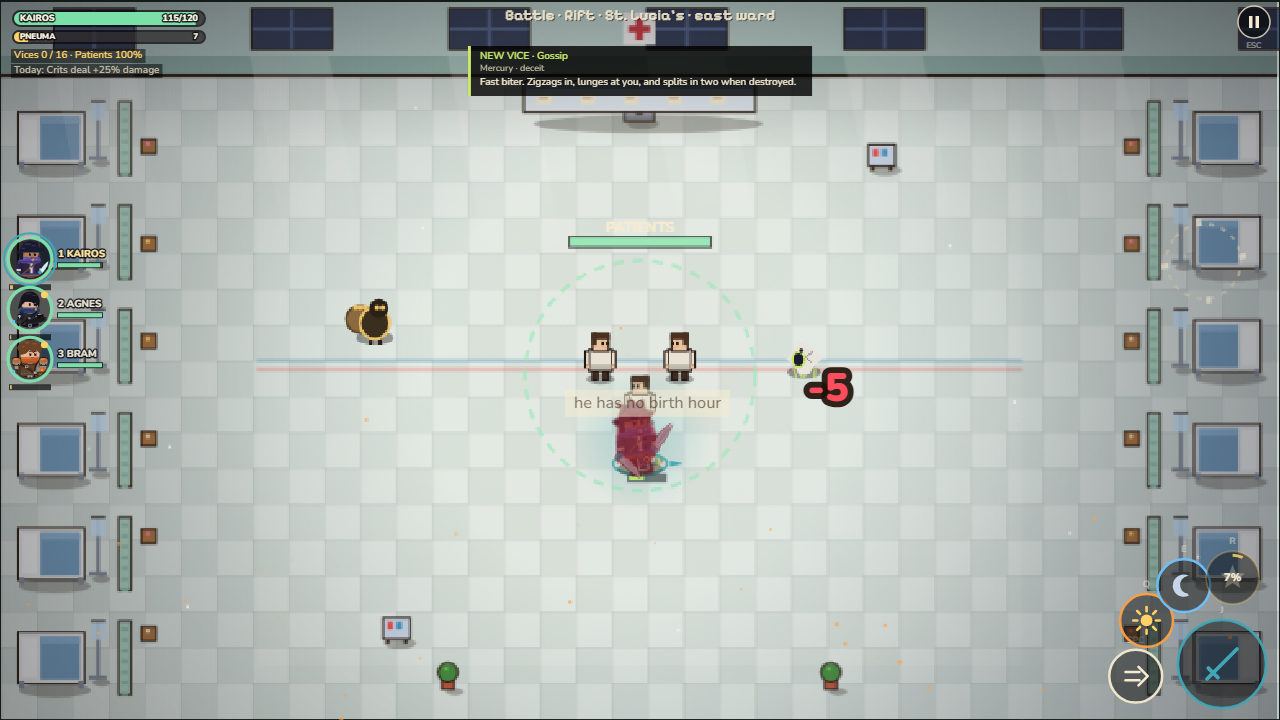 KAIROS 115/120
PNEUMA 7
Vices 0 / 16 · Patients 100%
Today: Crits deal +25% damage
Battle · Rift · St. Lucia's · east ward
ESC
NEW VICE · Gossip
Mercury · deceit
Fast biter. Zigzags in, lunges at you, and splits in two when destroyed.
PATIENTS
1 KAIROS
2 AGNES
3 BRAM
-5
he has no birth hour
R
E
7%
Q
J